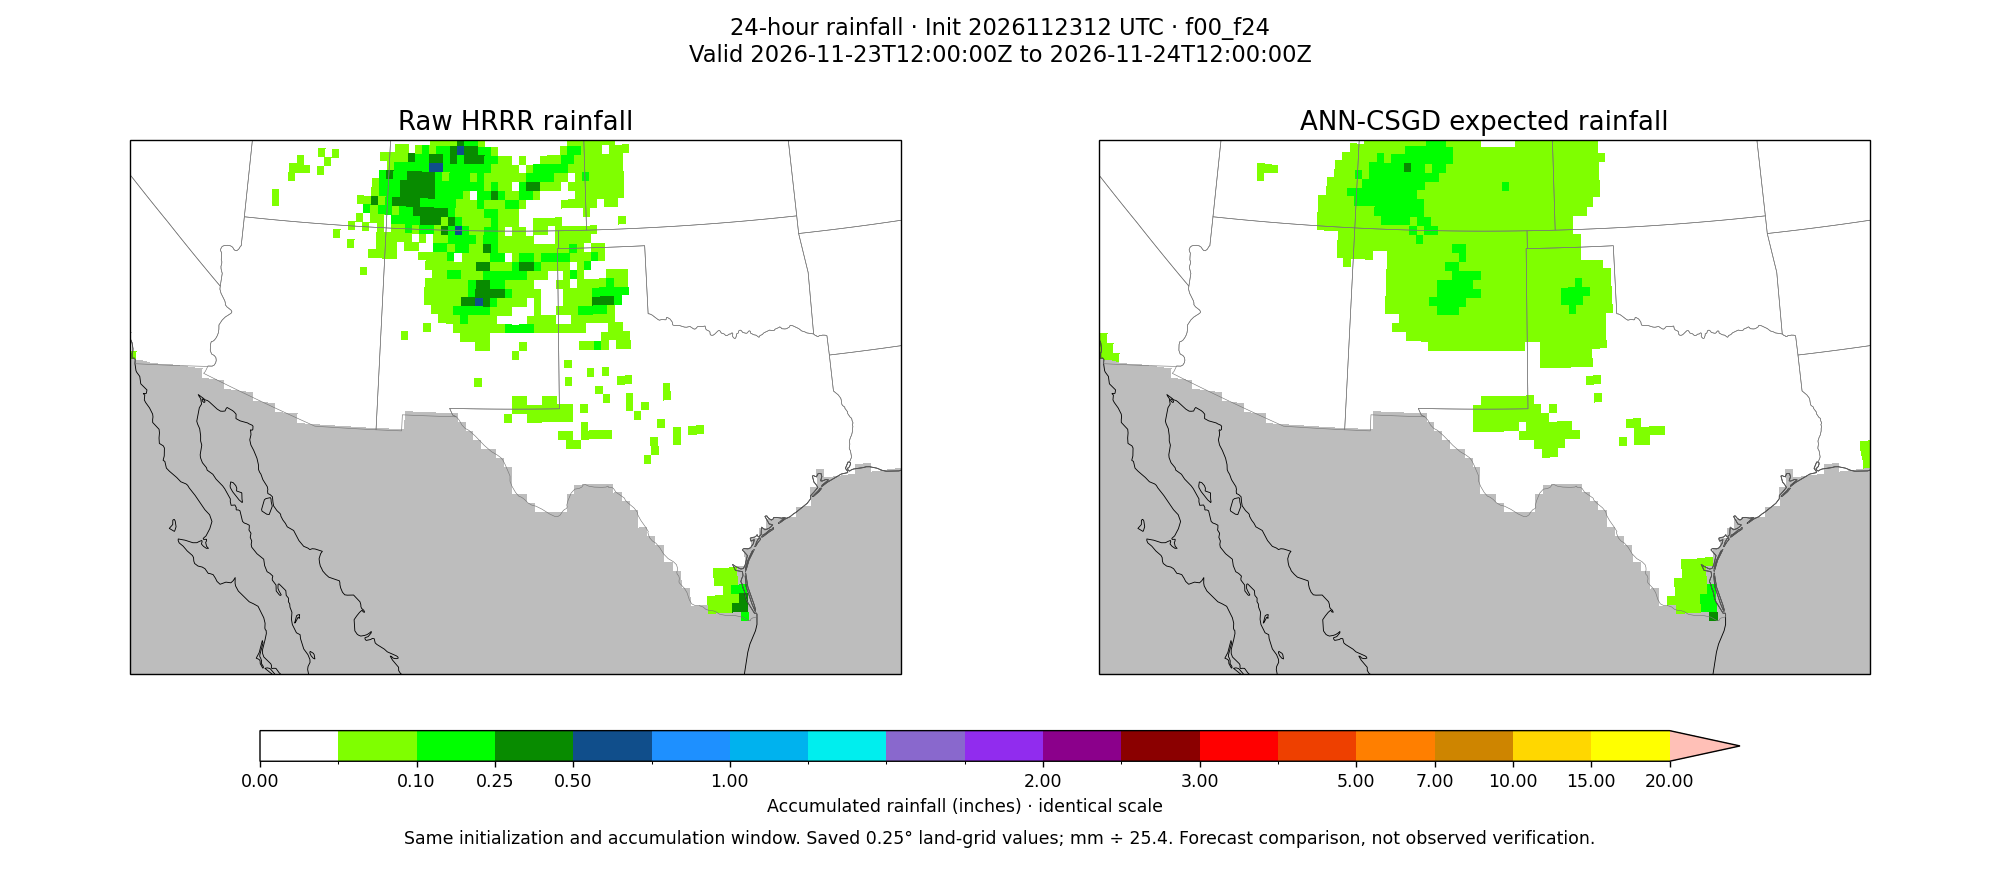 24-hour rainfall · Init 2026112312 UTC · f00_f24
Valid 2026-11-23T12:00:00Z to 2026-11-24T12:00:00Z
Raw HRRR rainfall
ANN-CSGD expected rainfall
0.00 0.10 0.25 0.50 1.00 2.00 3.00 5.00 7.00 10.00 15.00 20.00
Accumulated rainfall (inches) · identical scale
Same initialization and accumulation window. Saved 0.25° land-grid values; mm ÷ 25.4. Forecast comparison, not observed verification.